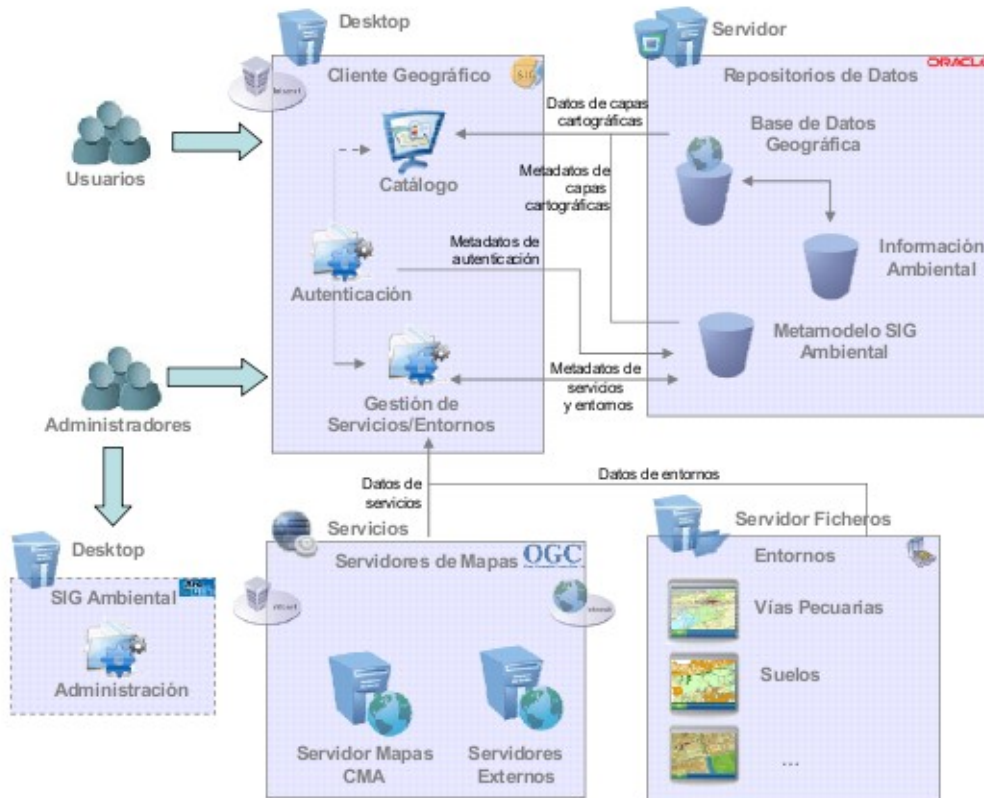 Desktop
Servidor
Cliente Geográfico
SIG
Repositorios de Datos
ORACLE
Datos de capas
cartográficas
Base de Datos
Geográfica
Usuarios
Catálogo
Metadatos de
capas
cartográficas
Metadatos de
autenticación
Información
Ambiental
Autenticación
Metamodelo SIG
Ambiental
Metadatos de
servicios
y entornos
Administradores
Gestión de
Servicios/Entornos
Datos de
servicios
Datos de entornos
Desktop
Servicios
Servidor Ficheros
Servidores de Mapas
OGC
Entornos
SIG Ambiental
Vías Pecuarias
Administración
Suelos
Servidor Mapas
CMA
Servidores
Externos
...